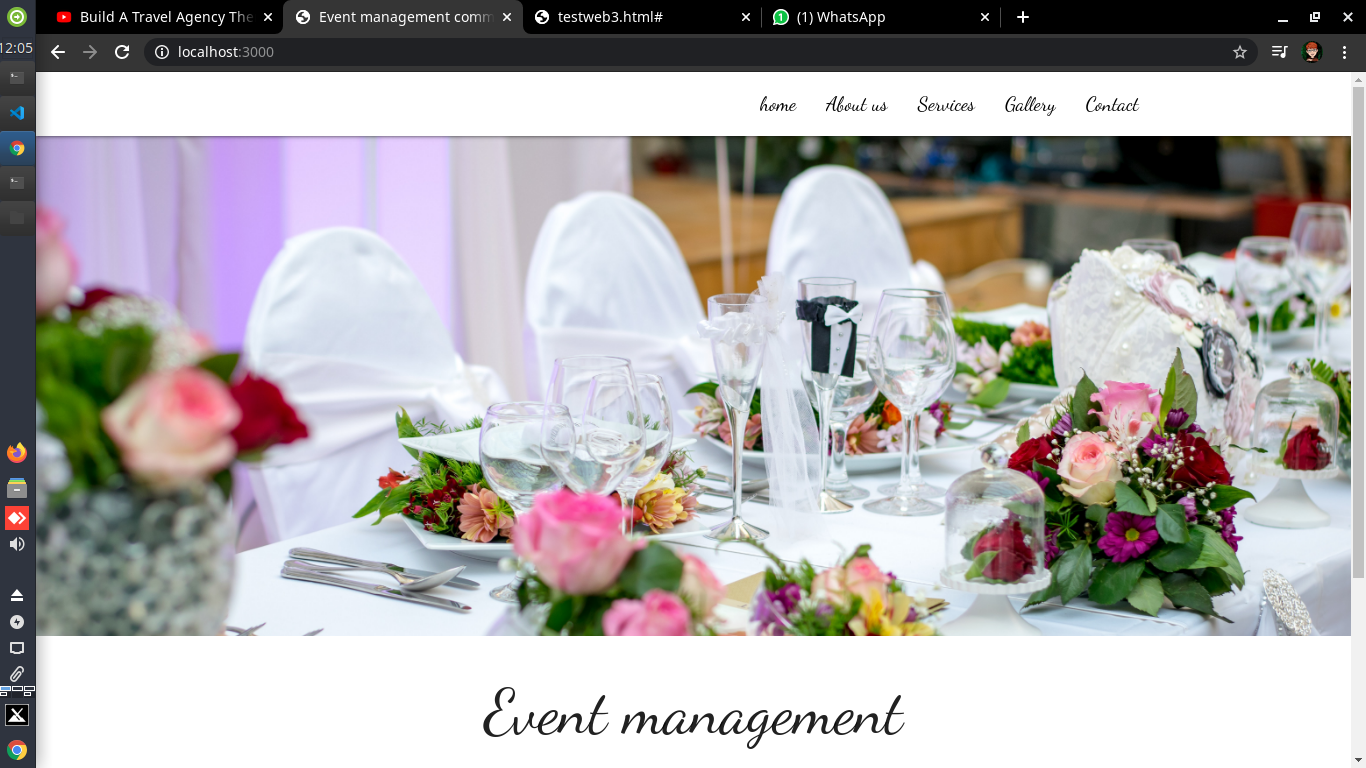 Build A Travel Agency The
Event management comm
testweb3.html#
(1) WhatsApp
12:05
localhost:3000
home
About us
Services
Gallery
Contact
Event management